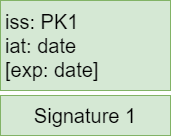 iss: PK1
iat: date
[exp: date]
Signature 1